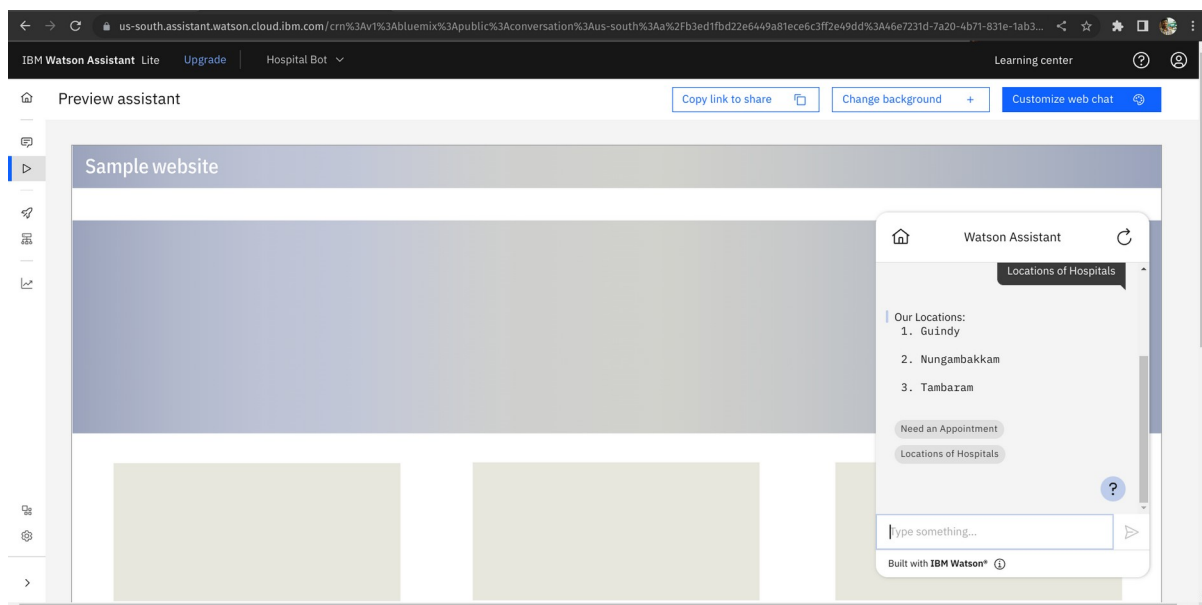 us-south.assistant.watson.cloud.ibm.com/crn%3Av1%3Abluemix%3Apublic%3Aconversation%3Aus-south%3Aa%2Fb3ed1fbd22e6449a81ece6c3ff2e49dd%3A46e7231d-7a20-4b71-831e-1ab3...
IBM Watson Assistant Lite Upgrade Hospital Bot Learning center
Preview assistant Copy link to share Change background + Customize web chat
Sample website
Watson Assistant
Locations of Hospitals
Our Locations:
1. Guindy
2. Nungambakkam
3. Tambaram
Need an Appointment
Locations of Hospitals
?
Type something...
Built with IBM Watson®